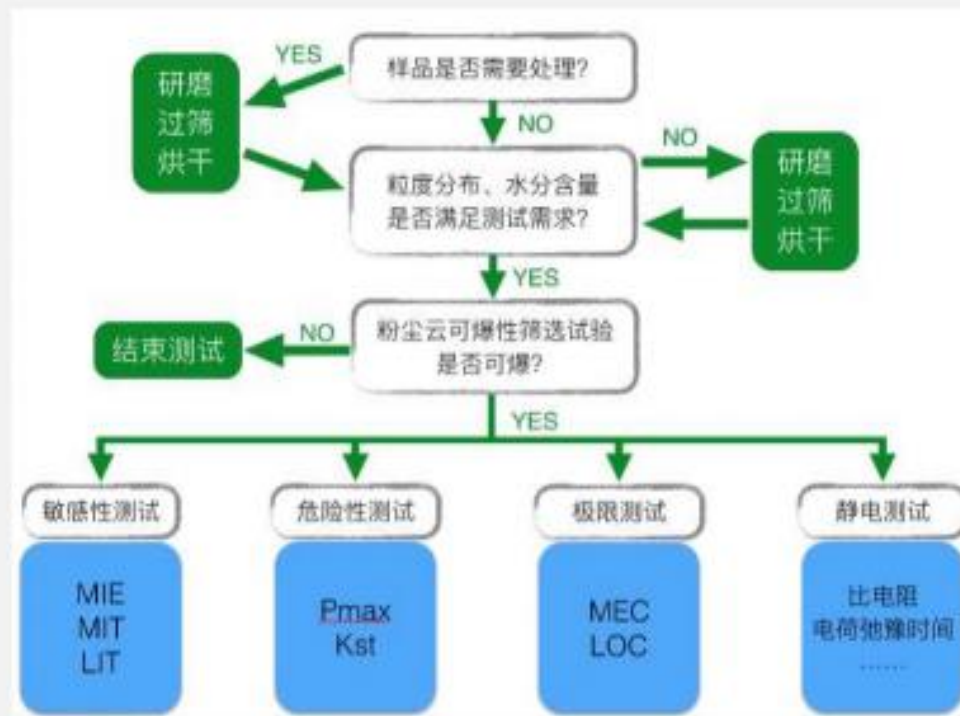 样品是否需要处理?
YES
研磨
过筛
烘干
NO
粒度分布、水分含量
是否满足测试需求?
NO
研磨
过筛
烘干
YES
粉尘云可爆性筛选试验
是否可爆?
NO
结束测试
YES
敏感性测试
MIE
MIT
LIT
危险性测试
Pmax
Kst
极限测试
MEC
LOC
静电测试
比电阻
电荷弛豫时间
......